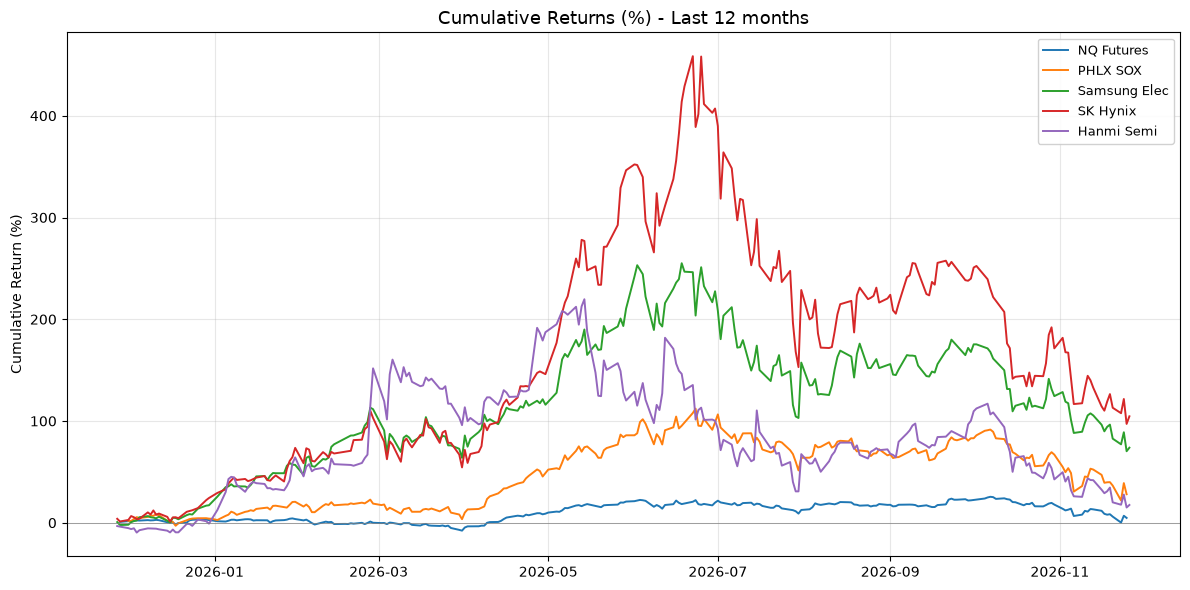 Cumulative Returns (%) - Last 12 months
NQ Futures
PHLX SOX
Samsung Elec
SK Hynix
Hanmi Semi
Cumulative Return (%)
400
300
200
100
0
2026-01
2026-03
2026-05
2026-07
2026-09
2026-11